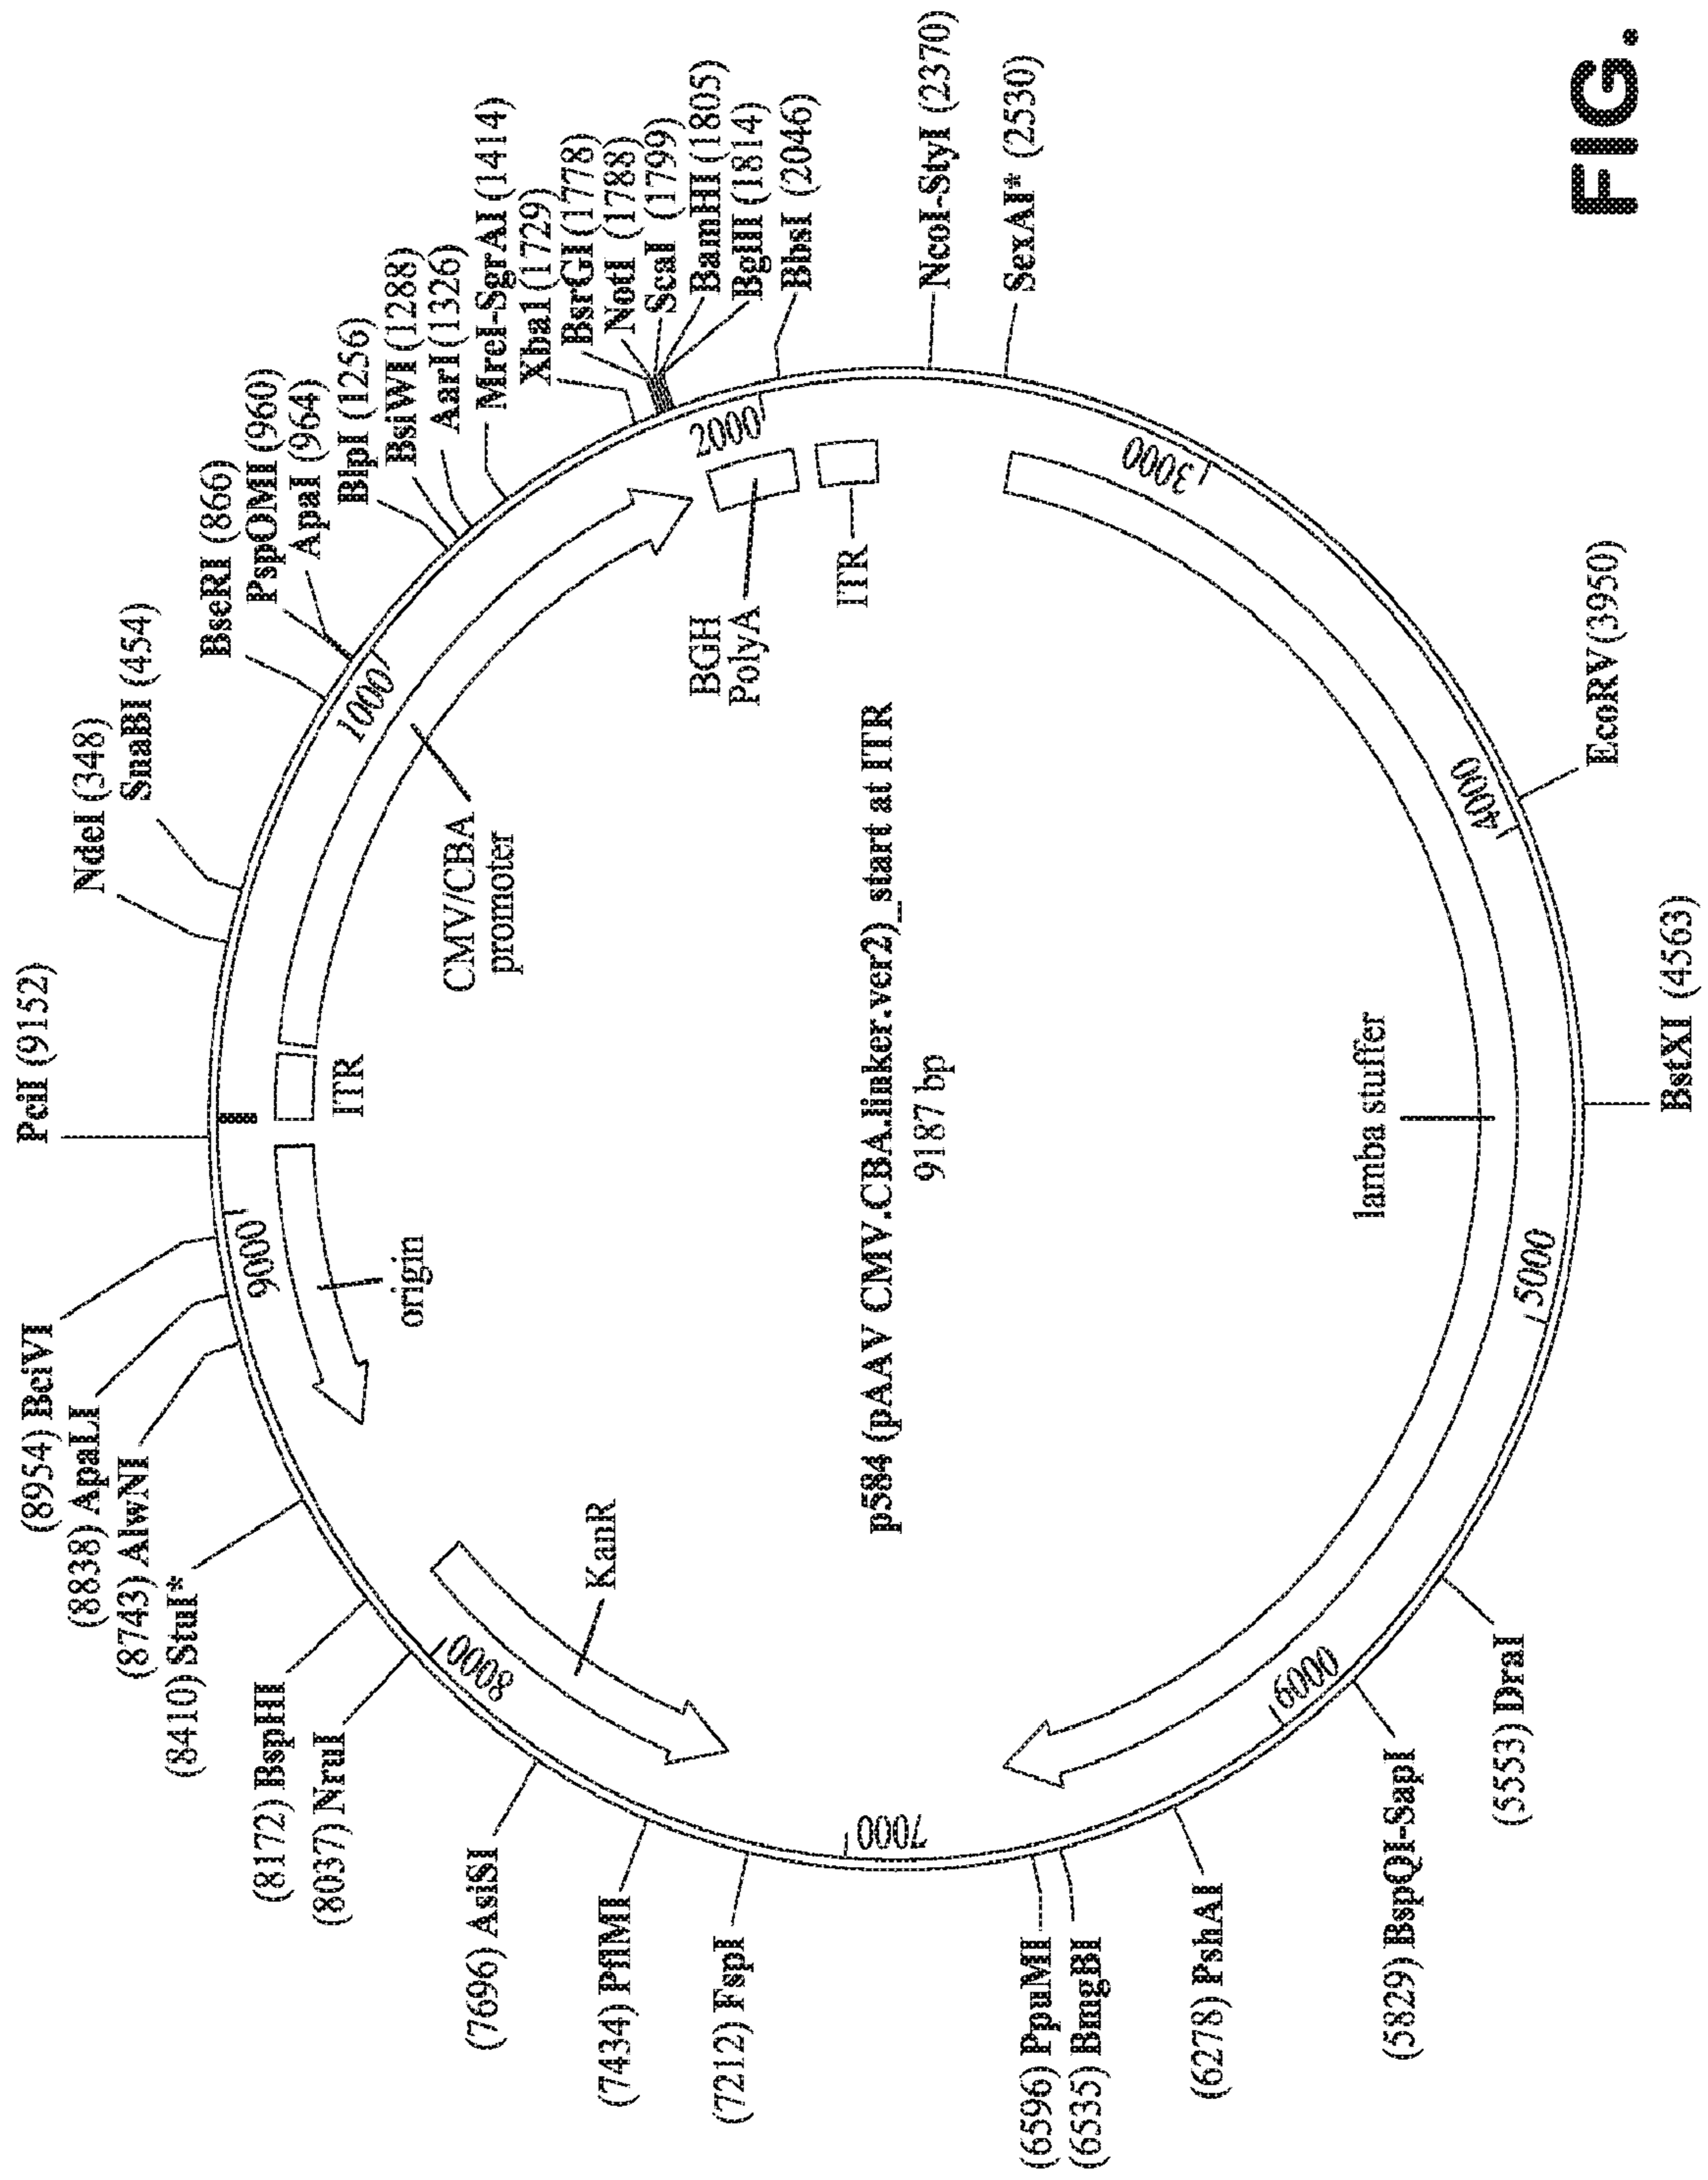 PciI (9152)
NdeI (348)
SnaBI (454)
BseRI (866)
PspOMI (960)
ApaI (964)
BlpI (1256)
BsiWI (1288)
AarI (1326)
MreI-SgrAI (1414)
XbaI (1729)
BsrGI (1778)
NotI (1788)
ScaI (1799)
BamHI (1805)
BglII (1814)
BbsI (2046)
NcoI-StyI (2370)
SexAI* (2530)
EcoRV (3950)
BstXI (4563)
(5553) DraI
(5829) BspQI-SapI
(6278) PshAI
(6535) BmgBI
(6596) PpuMI
(7212) FspI
(7434) PflMI
(7696) AsiSI
(8037) NruI
(8172) BspHI
(8410) StuI*
(8743) AlwNI
(8838) ApaLI
(8954) BciVI
1000
2000
3000
4000
5000
6000
7000
8000
9000
ITR
CMV/CBA
promoter
BGH
PolyA
ITR
lamba stuffer
KanR
origin
p584 (pAAV CMV.CBA.linker.ver2)_start at ITR
9187 bp
FIG.